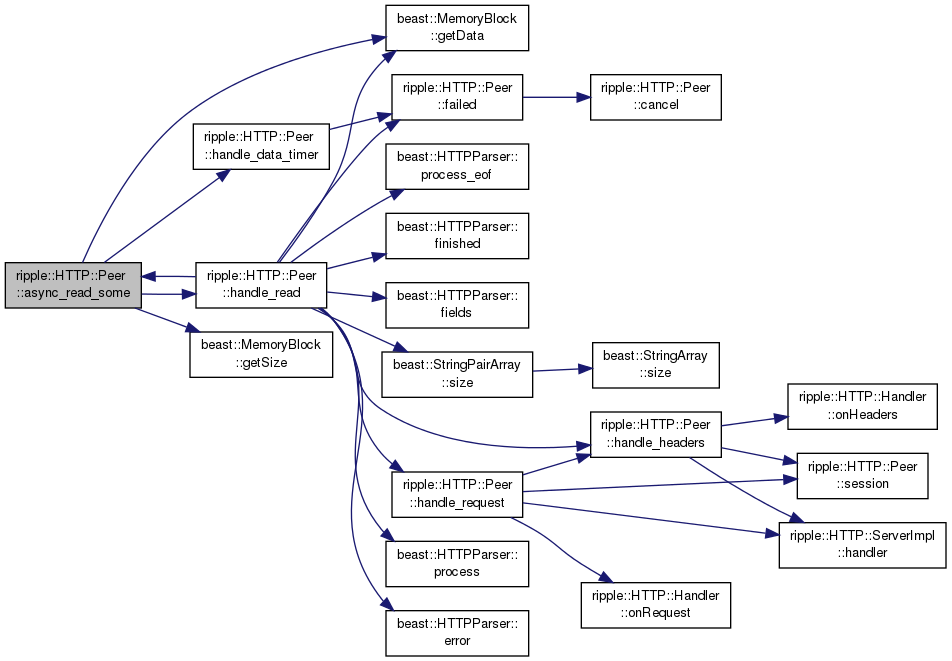 beast::MemoryBlock
::getData
ripple::HTTP::Peer
::failed
ripple::HTTP::Peer
::cancel
ripple::HTTP::Peer
::handle_data_timer
beast::HTTPParser::
process_eof
beast::HTTPParser::
finished
ripple::HTTP::Peer
::async_read_some
ripple::HTTP::Peer
::handle_read
beast::HTTPParser::
fields
beast::MemoryBlock
::getSize
beast::StringPairArray
::size
beast::StringArray
::size
ripple::HTTP::Handler
::onHeaders
ripple::HTTP::Peer
::handle_headers
ripple::HTTP::Peer
::session
ripple::HTTP::Peer
::handle_request
ripple::HTTP::ServerImpl
::handler
beast::HTTPParser::
process
ripple::HTTP::Handler
::onRequest
beast::HTTPParser::
error